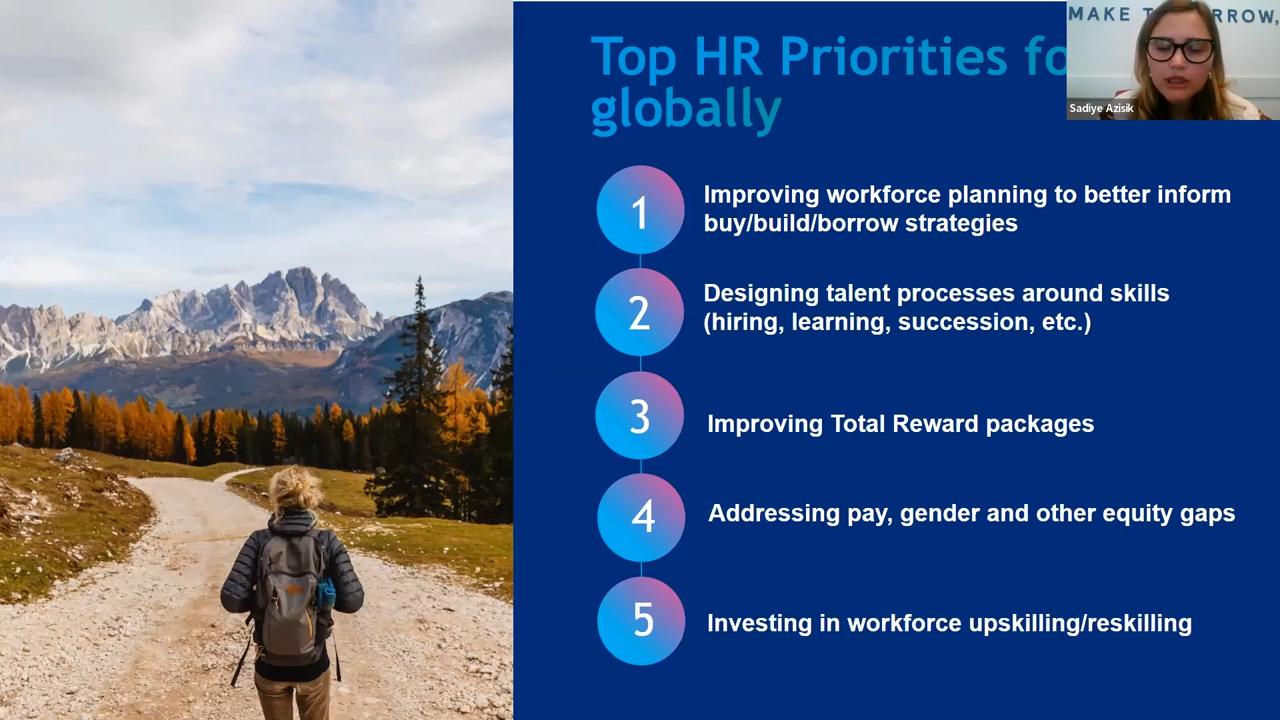 MAKE T RROW,
Sadiye Azisik
Top HR Priorities fo
globally
1
Improving workforce planning to better inform
buy/build/borrow strategies
2
Designing talent processes around skills
(hiring, learning, succession, etc.)
3
Improving Total Reward packages
4
Addressing pay, gender and other equity gaps
5
Investing in workforce upskilling/reskilling